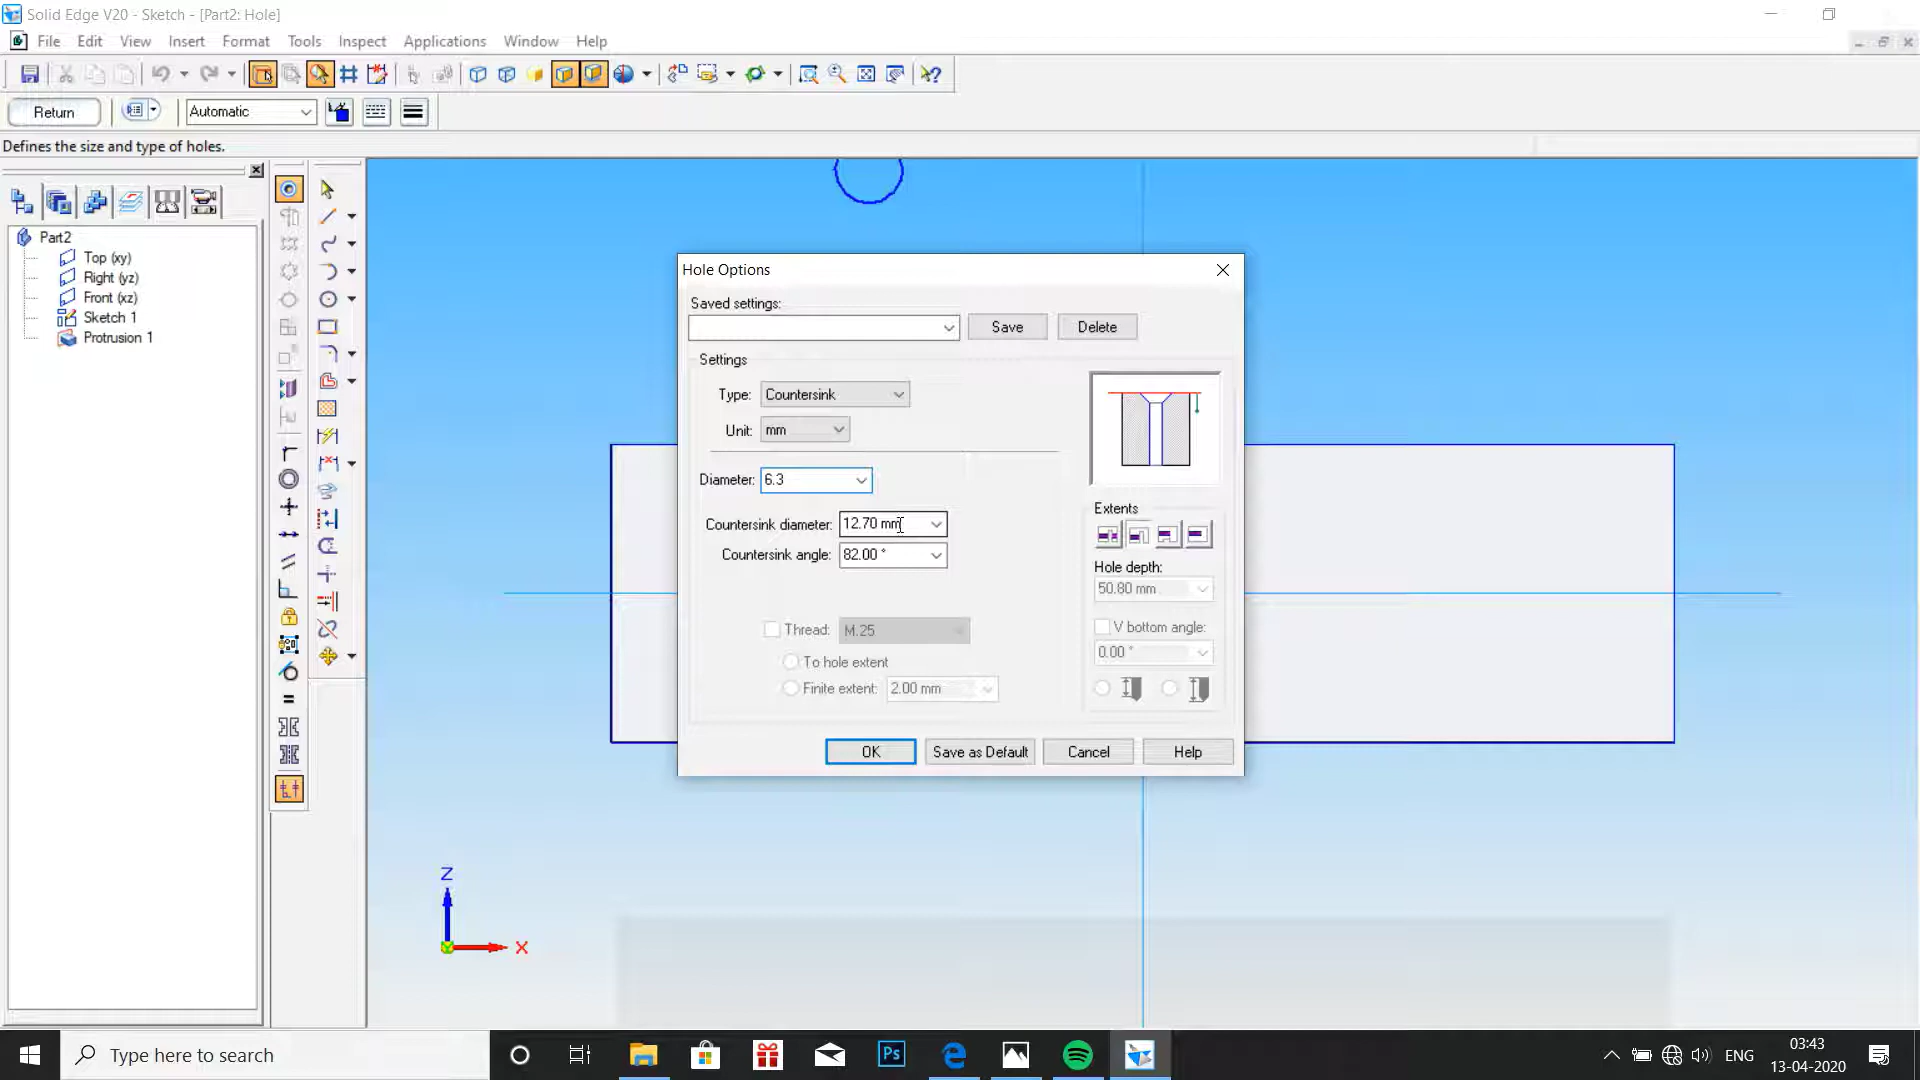 Solid Edge V20 - Sketch - [Part2: Hole]
File Edit View Insert Format Tools Inspect Applications Window Help
Return Automatic
Defines the size and type of holes.
Part2
Top (xy)
Right (yz)
Front (xz)
Sketch 1
Protrusion 1
Hole Options
Saved settings:
Save Delete
Settings
Type: Countersink
Unit: mm
Diameter: 6.3
Countersink diameter: 12.70 mm
Countersink angle: 82.00 °
Thread: M.25
To hole extent
Finite extent: 2.00 mm
Extents
Hole depth:
50.80 mm
V bottom angle:
0.00 °
OK Save as Default Cancel Help
Z
X
Type here to search
Ps
ENG
03:43
13-04-2020